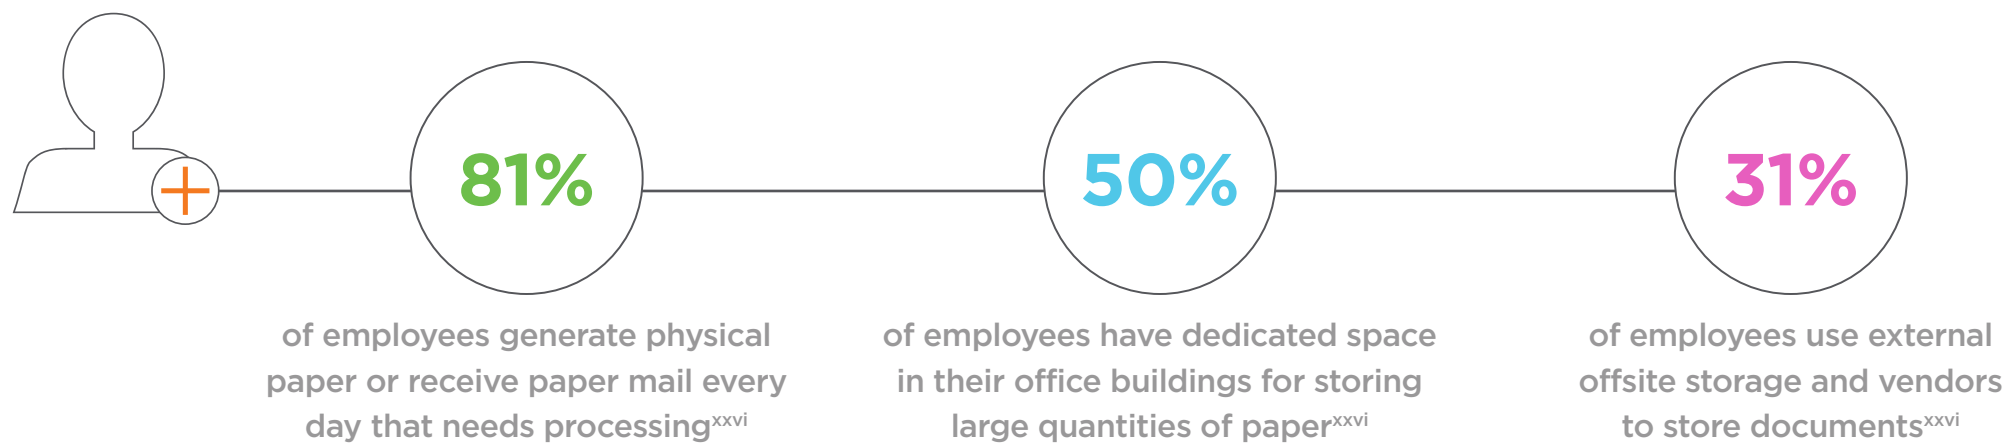 81%
of employees generate physical
paper or receive paper mail every
day that needs processingxxvi
50%
of employees have dedicated space
in their office buildings for storing
large quantities of paperxxvi
31%
of employees use external
offsite storage and vendors
to store documentsxxvi